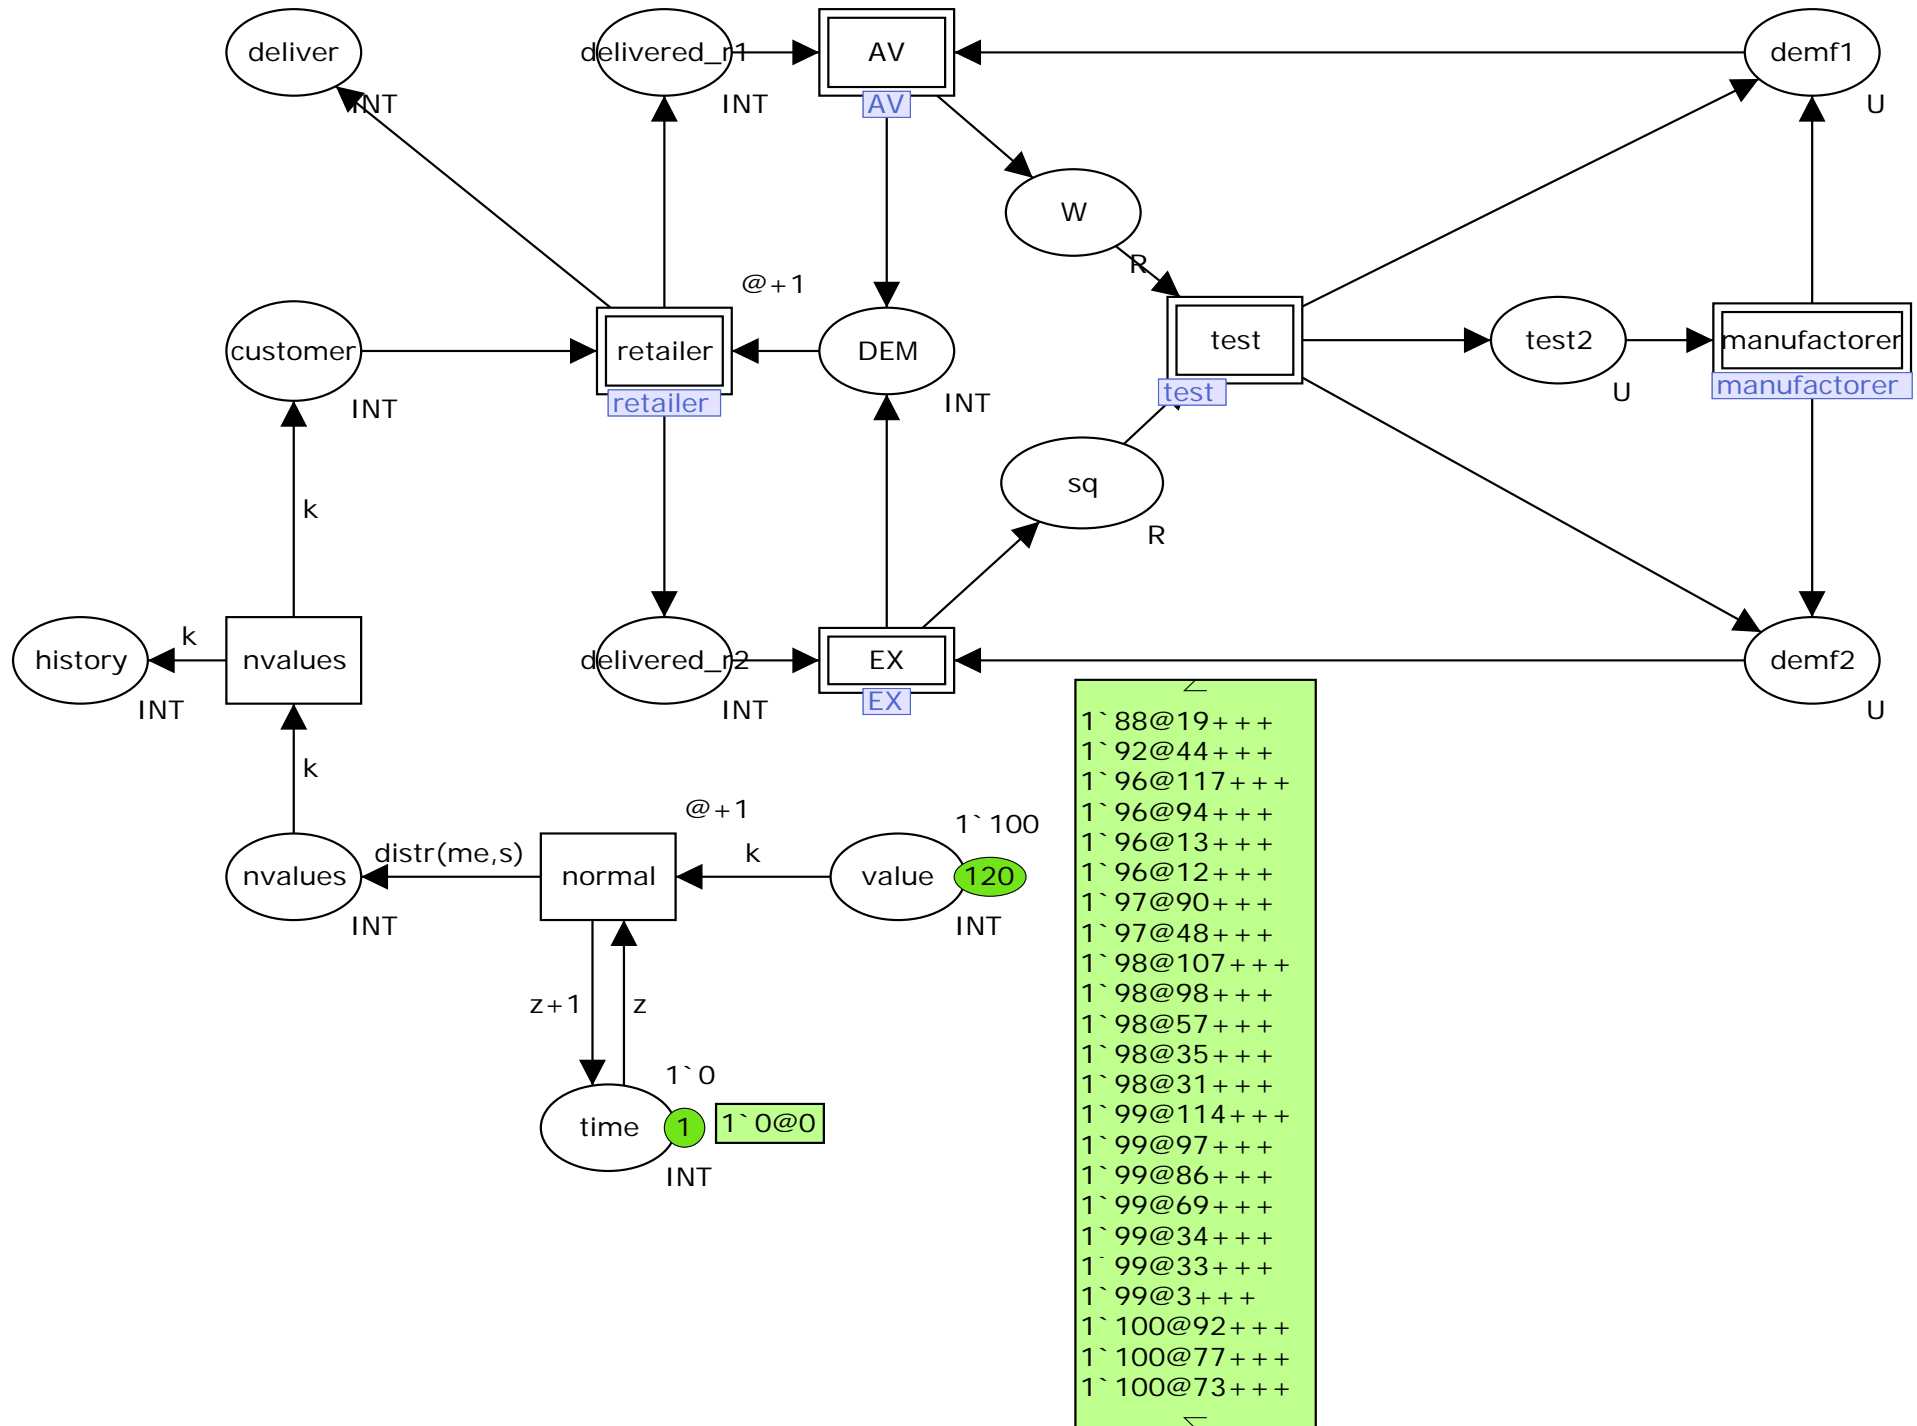 deliver
INT
delivered_r1
INT
AV
AV
demf1
U
W
R
@+1
customer
INT
retailer
retailer
DEM
INT
test
test
test2
U
manufactorer
manufactorer
sq
R
k
history
INT
k
nvalues
delivered_r2
INT
EX
EX
demf2
U
k
nvalues
INT
distr(me,s)
normal
@+1
k
value
1`100
120
INT
z+1
z
time
1`0
1
1`0@0
INT
1`88@19+++
1`92@44+++
1`96@117+++
1`96@94+++
1`96@13+++
1`96@12+++
1`97@90+++
1`97@48+++
1`98@107+++
1`98@98+++
1`98@57+++
1`98@35+++
1`98@31+++
1`99@114+++
1`99@97+++
1`99@86+++
1`99@69+++
1`99@34+++
1`99@33+++
1`99@3+++
1`100@92+++
1`100@77+++
1`100@73+++